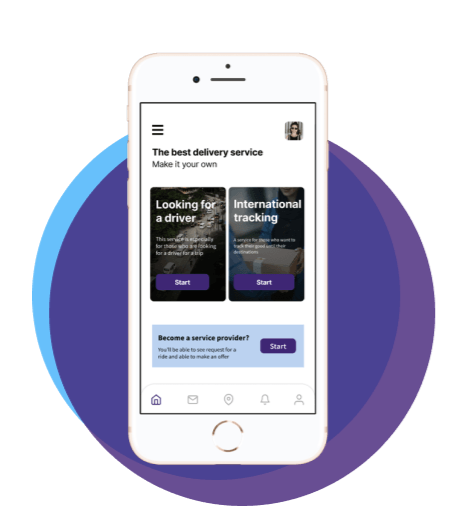 The best delivery service
Make it your own
Looking for
a driver
This service is especially
for those who are looking
for a driver for a trip
Start
International
tracking
A service for those who want to
track their good until their
destinations
Start
Become a service provider?
You'll be able to see request for a
ride and able to make an offer
Start